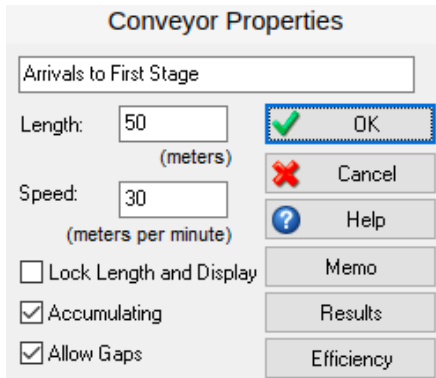 Conveyor Properties
Arrivals to First Stage
Length: 50 OK
(meters)
Cancel
Speed: 30
Help
(meters per minute)
Lock Length and Display Memo
Accumulating Results
Allow Gaps Efficiency